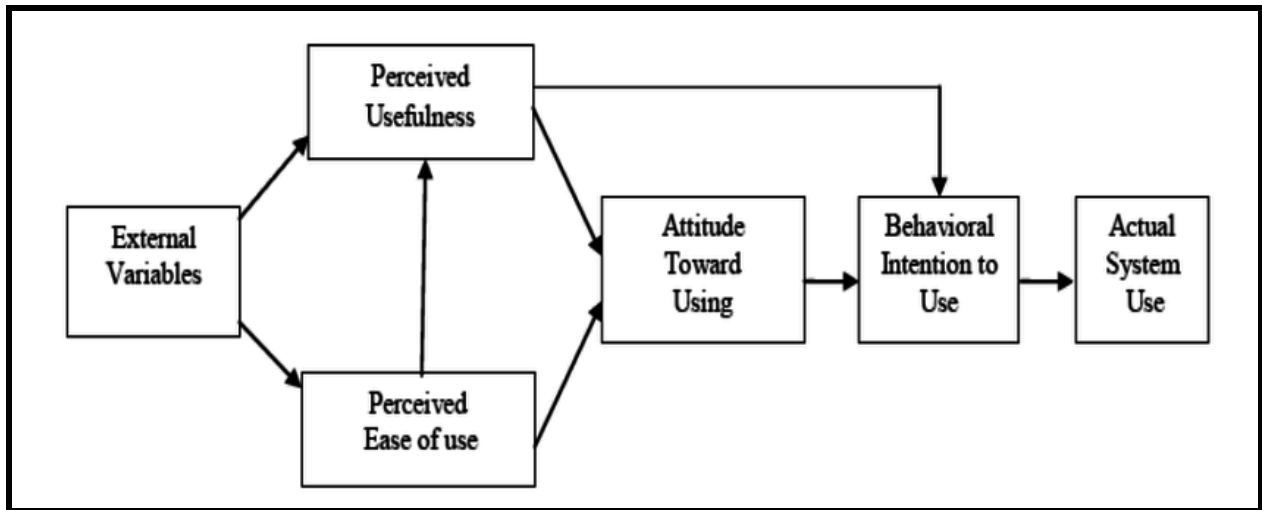 Perceived
Usefulness
External
Variables
Attitude
Toward
Using
Behavioral
Intention to
Use
Actual
System
Use
Perceived
Ease of use